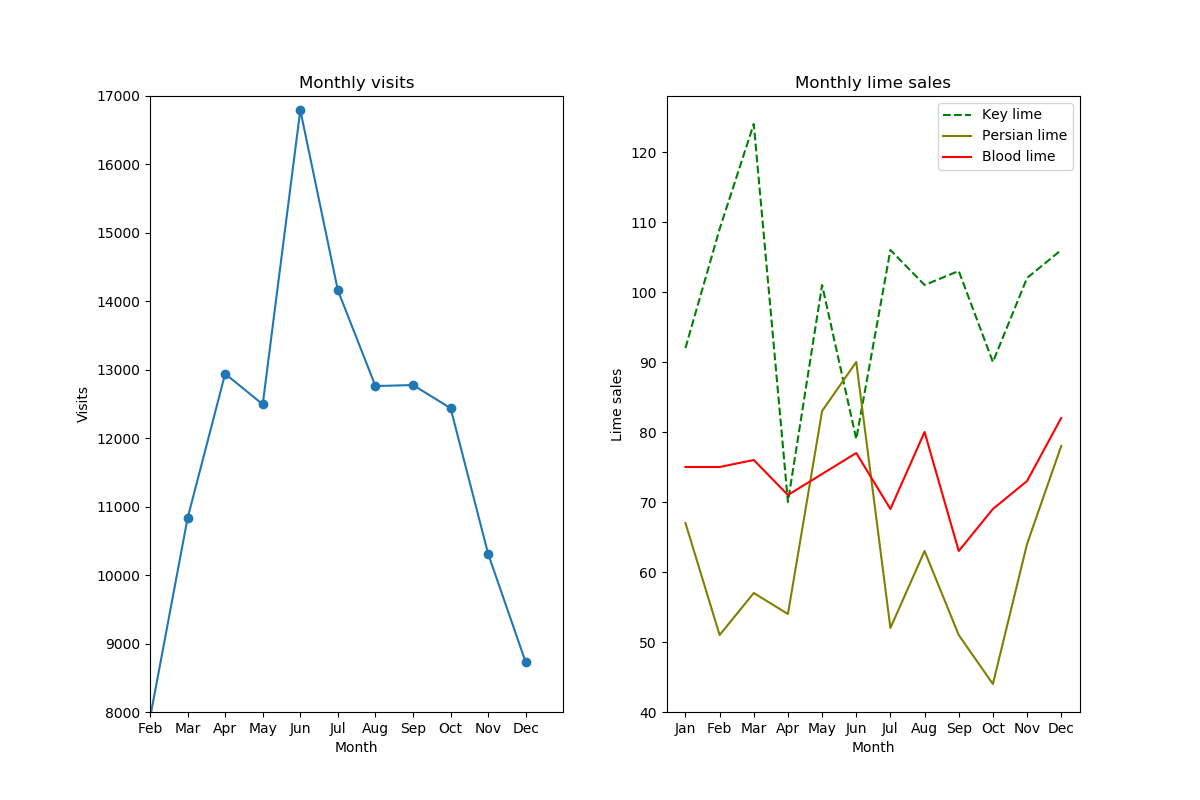 Monthly visits
17000
16000
15000
14000
13000
12000
11000
10000
9000
8000
Visits
Feb Mar Apr May Jun Jul Aug Sep Oct Nov Dec
Month
Monthly lime sales
Key lime
Persian lime
Blood lime
120
110
100
90
80
70
60
50
40
Lime sales
Jan Feb Mar Apr May Jun Jul Aug Sep Oct Nov Dec
Month